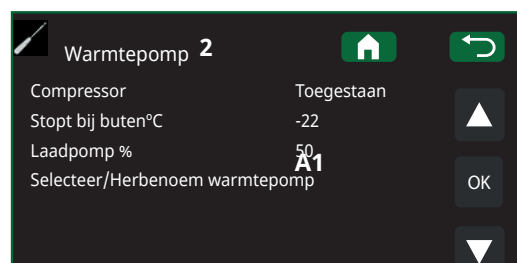 Warmtepomp 2
Compressor Toegestaan
Stopt bij buten°C -22
Laadpomp % 50
A1
Selecteer/Herbenoem warmtepomp
OK